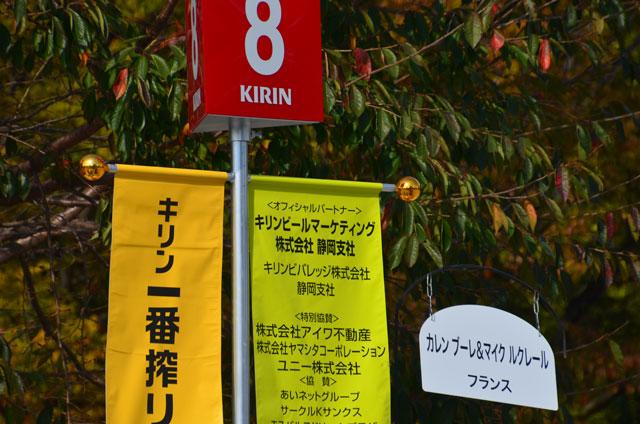 8
KIRIN
キリン一番搾り
<オフィシャルパートナー>
キリンビールマーケティング
株式会社 静岡支社
キリンビバレッジ株式会社
静岡支社
<特別協賛>
株式会社アイワ不動産
株式会社ヤマシタコーポレーション
ユニー株式会社
<協 賛>
あいネットグループ
サークルKサンクス
カレン プーレ&マイク ルクレール
フランス